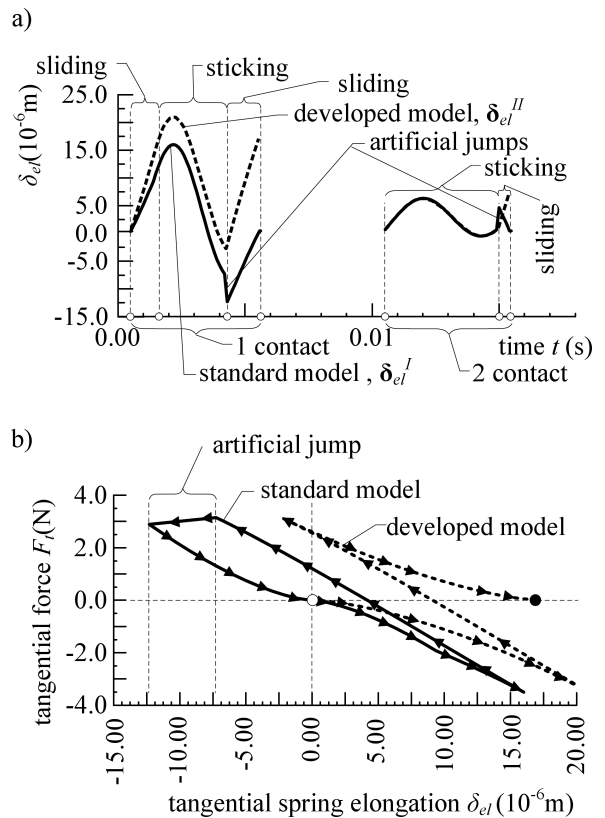 a)
sliding
sticking
sliding
developed model, δel^II
artificial jumps
sticking
sliding
δel(10^-6m)
25.0
15.0
5.0
0.0
-5.0
-15.0
0.00
0.01
time t (s)
1 contact
standard model , δel^I
2 contact
b)
artificial jump
standard model
developed model
tangential force Ft(N)
4.0
2.0
0.0
-2.0
-4.0
-15.00
-10.00
-5.00
0.00
5.00
10.00
15.00
20.00
tangential spring elongation δel (10^-6m)